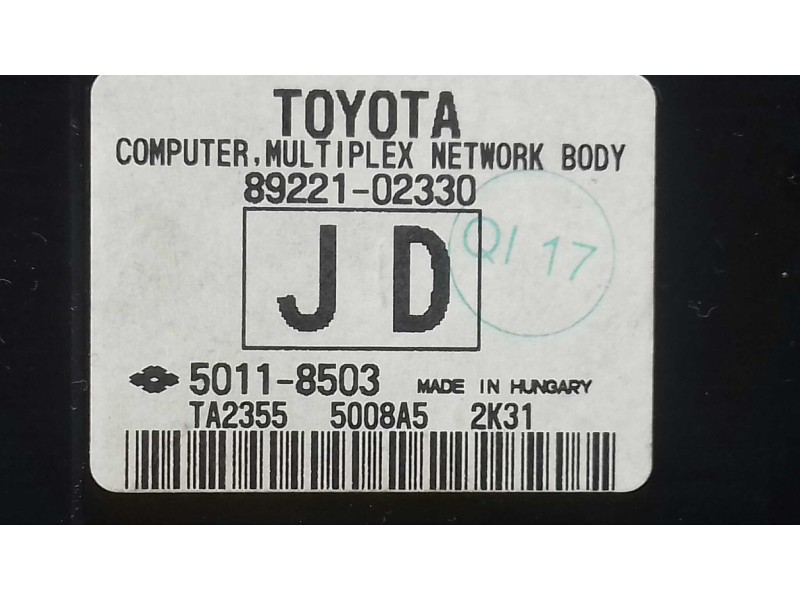 TOYOTA
COMPUTER, MULTIPLEX NETWORK BODY
89221-02330
JD
QI 17
5011-8503 MADE IN HUNGARY
TA2355 5008A5 2K31